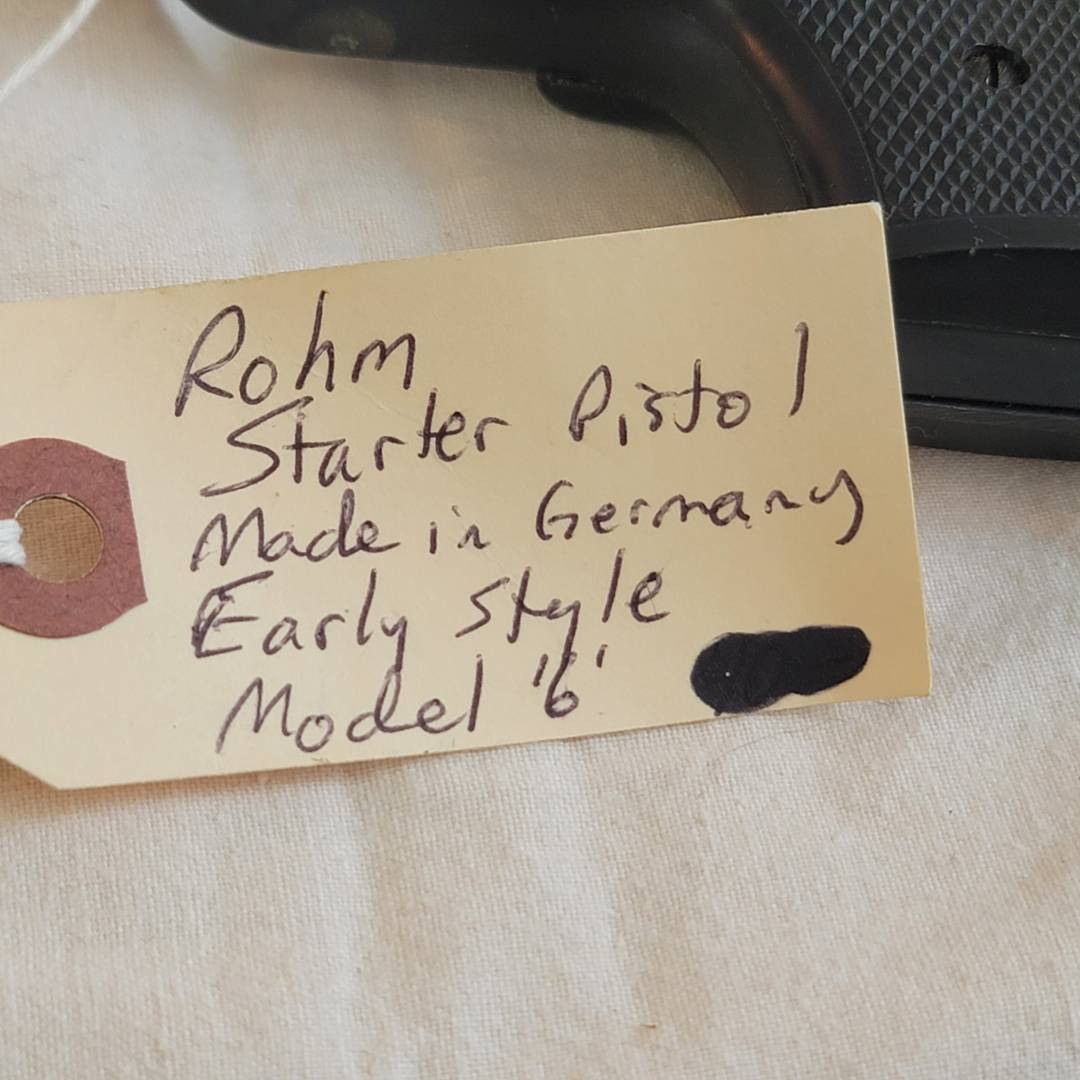 Rohm
Starter Pistol
Made in Germany
Early Style
Model '6'